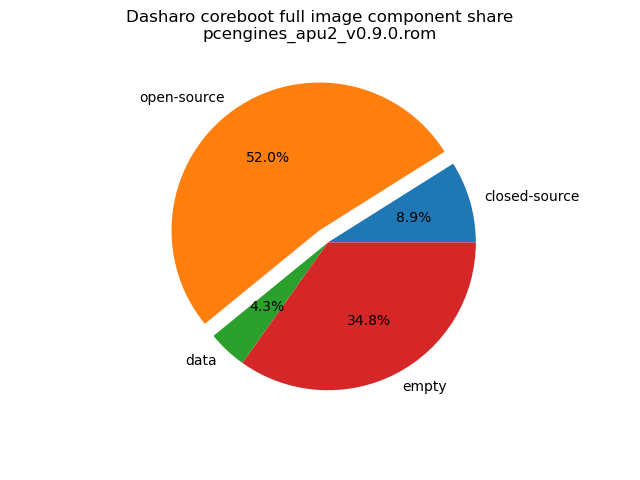 Dasharo coreboot full image component share
pcengines_apu2_v0.9.0.rom
open-source
52.0%
closed-source
8.9%
4.3%
34.8%
data
empty